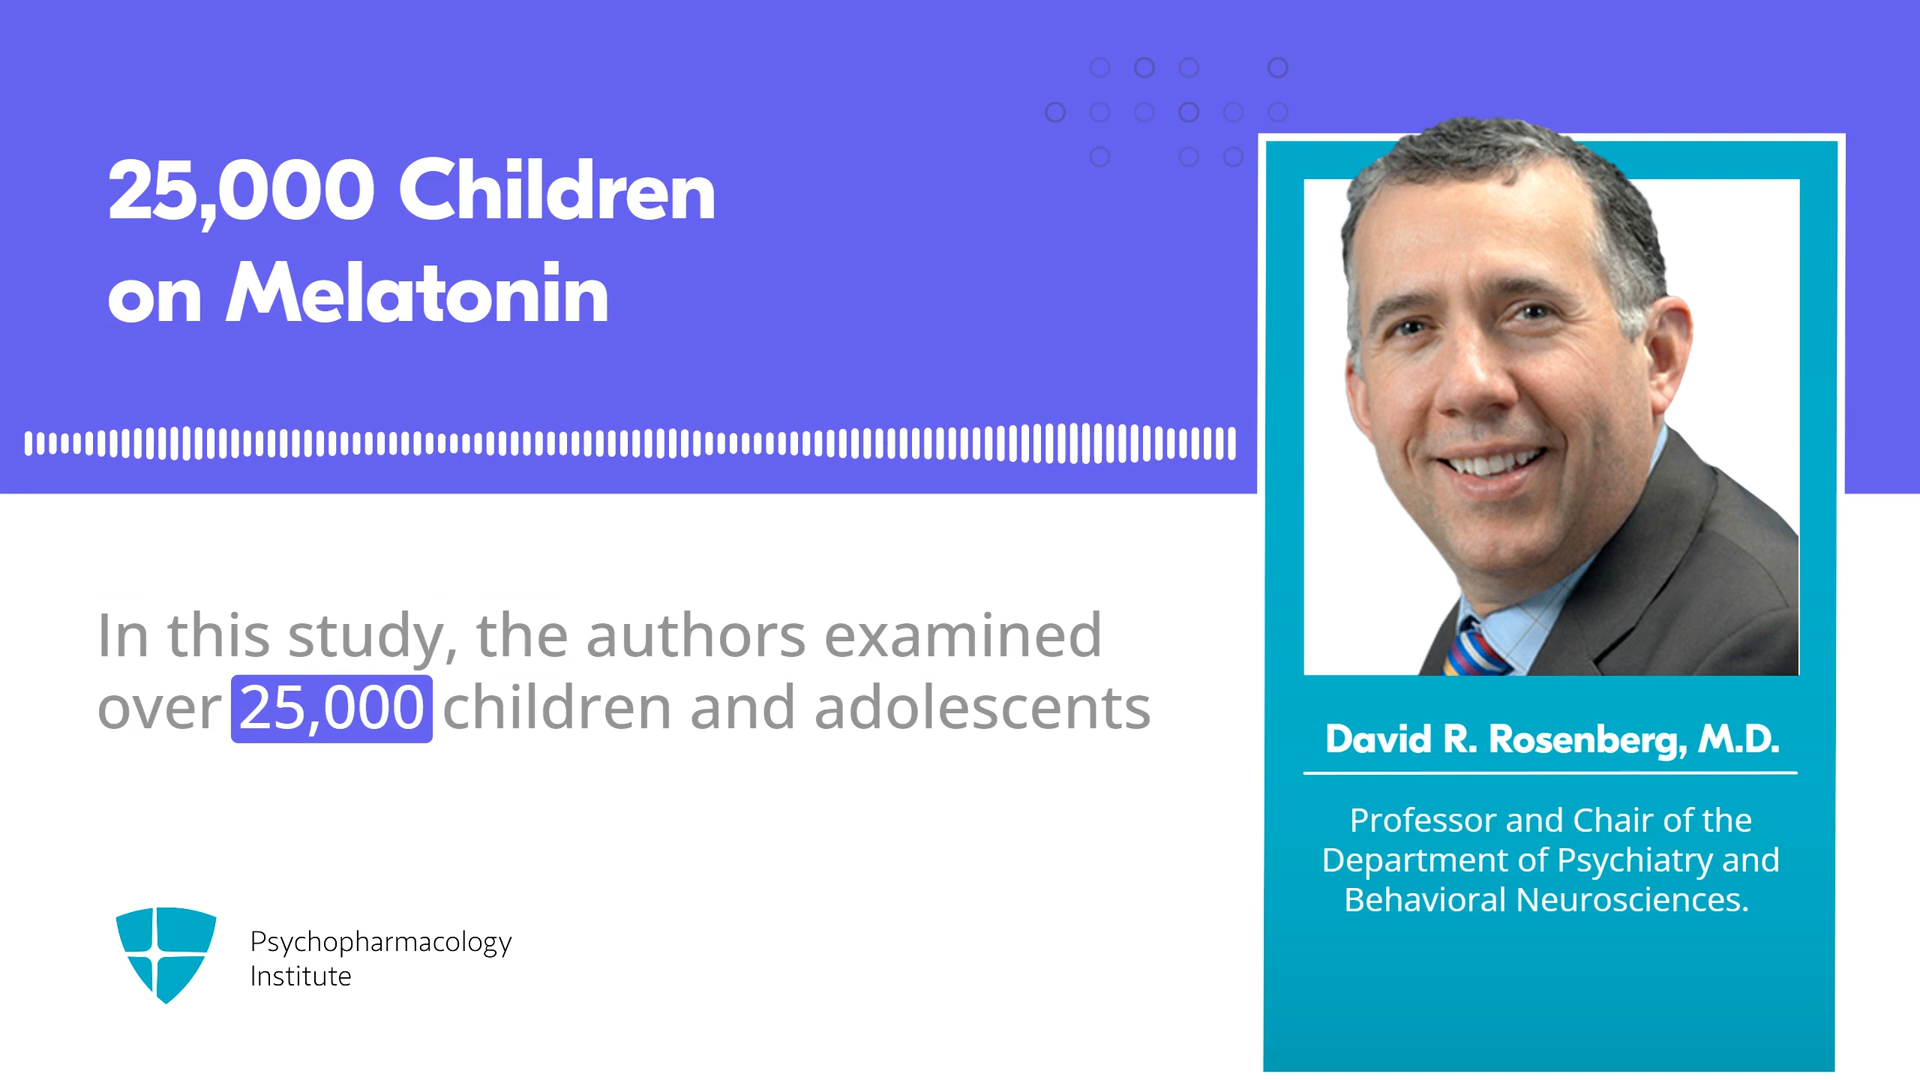 25,000 Children
on Melatonin
In this study, the authors examined
over 25,000 children and adolescents
Psychopharmacology
Institute
David R. Rosenberg, M.D.
Professor and Chair of the
Department of Psychiatry and
Behavioral Neurosciences.